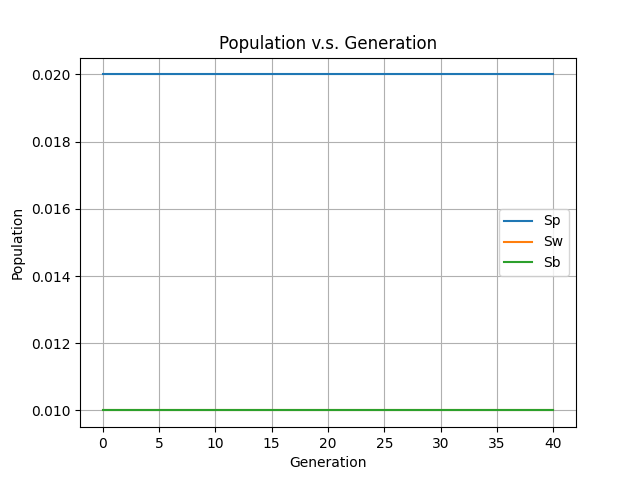 Population v.s. Generation
0.020
0.018
0.016
0.014
0.012
0.010
Population
Sp
Sw
Sb
0 5 10 15 20 25 30 35 40
Generation